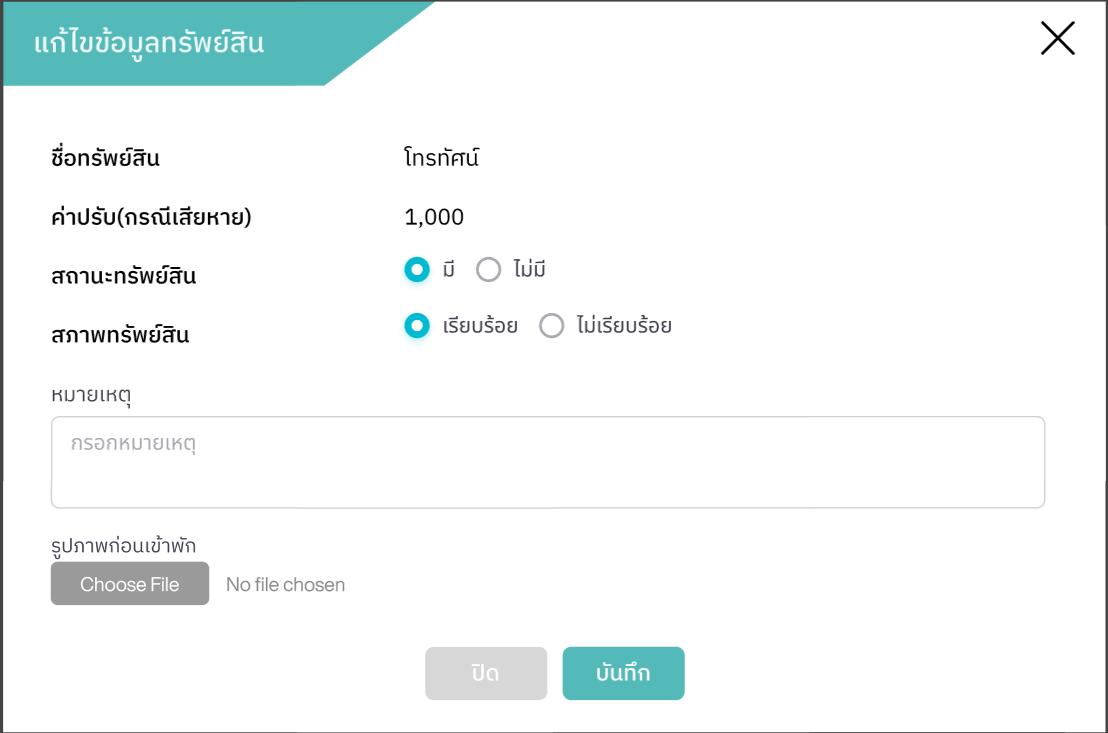 แก้ไขข้อมูลทรัพย์สิน
ชื่อทรัพย์สิน โทรทัศน์
ค่าปรับ(กรณีเสียหาย) 1,000
สถานะทรัพย์สิน มี ไม่มี
สภาพทรัพย์สิน เรียบร้อย ไม่เรียบร้อย
หมายเหตุ
กรอกหมายเหตุ
รูปภาพก่อนเข้าพัก
Choose File No file chosen
ปิด บันทึก